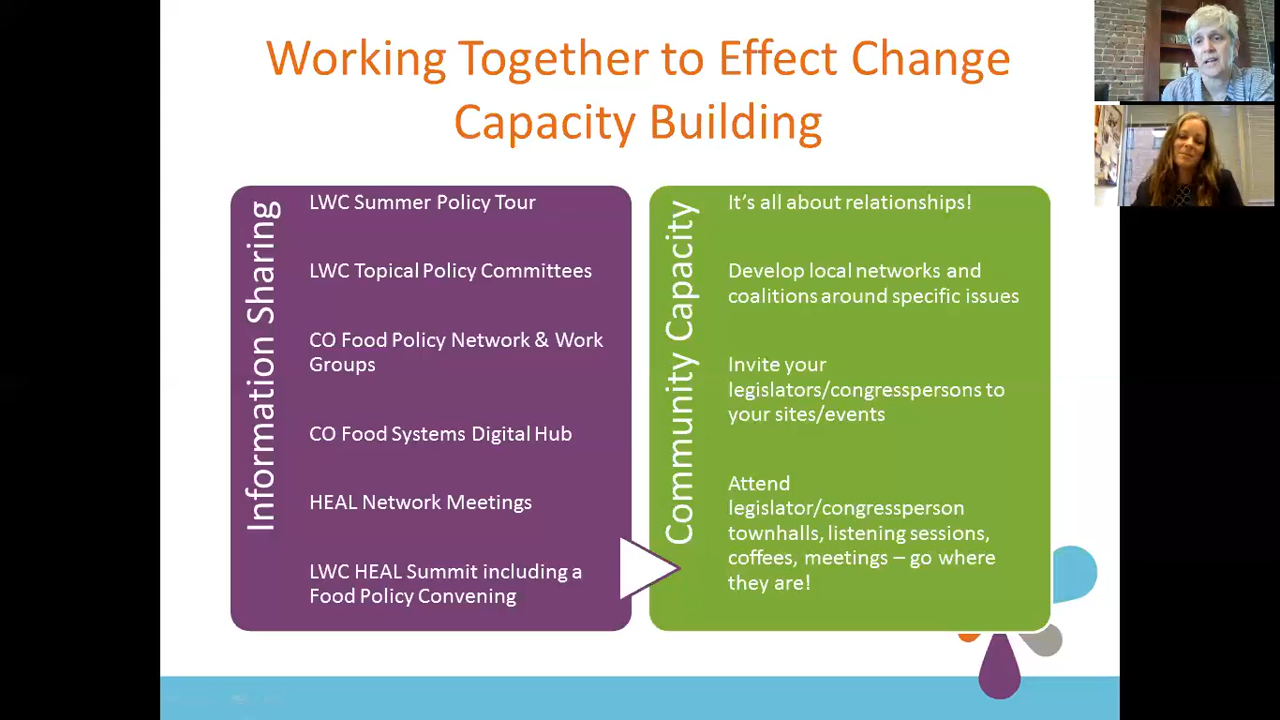 Working Together to Effect Change
Capacity Building
Information Sharing
LWC Summer Policy Tour
LWC Topical Policy Committees
CO Food Policy Network & Work
Groups
CO Food Systems Digital Hub
HEAL Network Meetings
LWC HEAL Summit including a
Food Policy Convening
Community Capacity
It’s all about relationships!
Develop local networks and
coalitions around specific issues
Invite your
legislators/congresspersons to
your sites/events
Attend
legislator/congressperson
townhalls, listening sessions,
coffees, meetings – go where
they are!